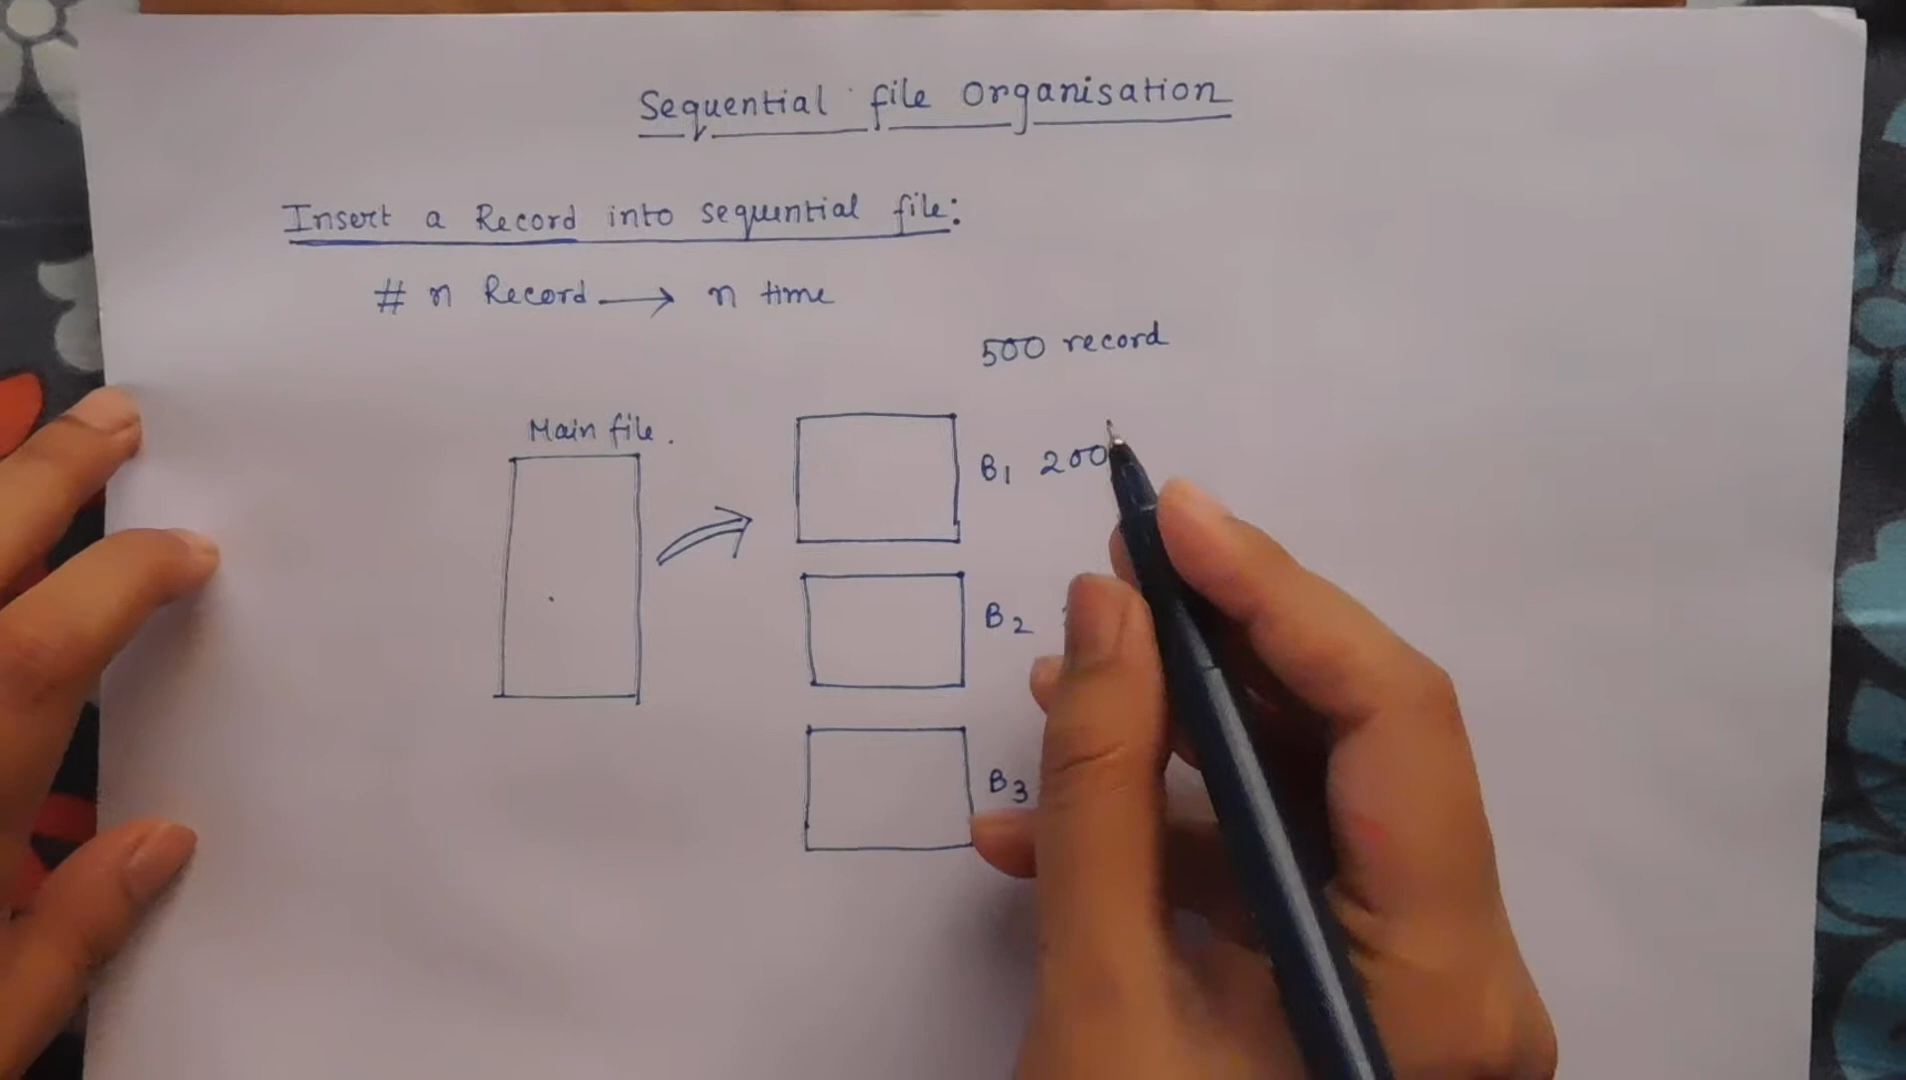 Sequential file Organisation
Insert a Record into sequential file:
# n Record → n time
500 record
Main file.
B1 200
B2
B3